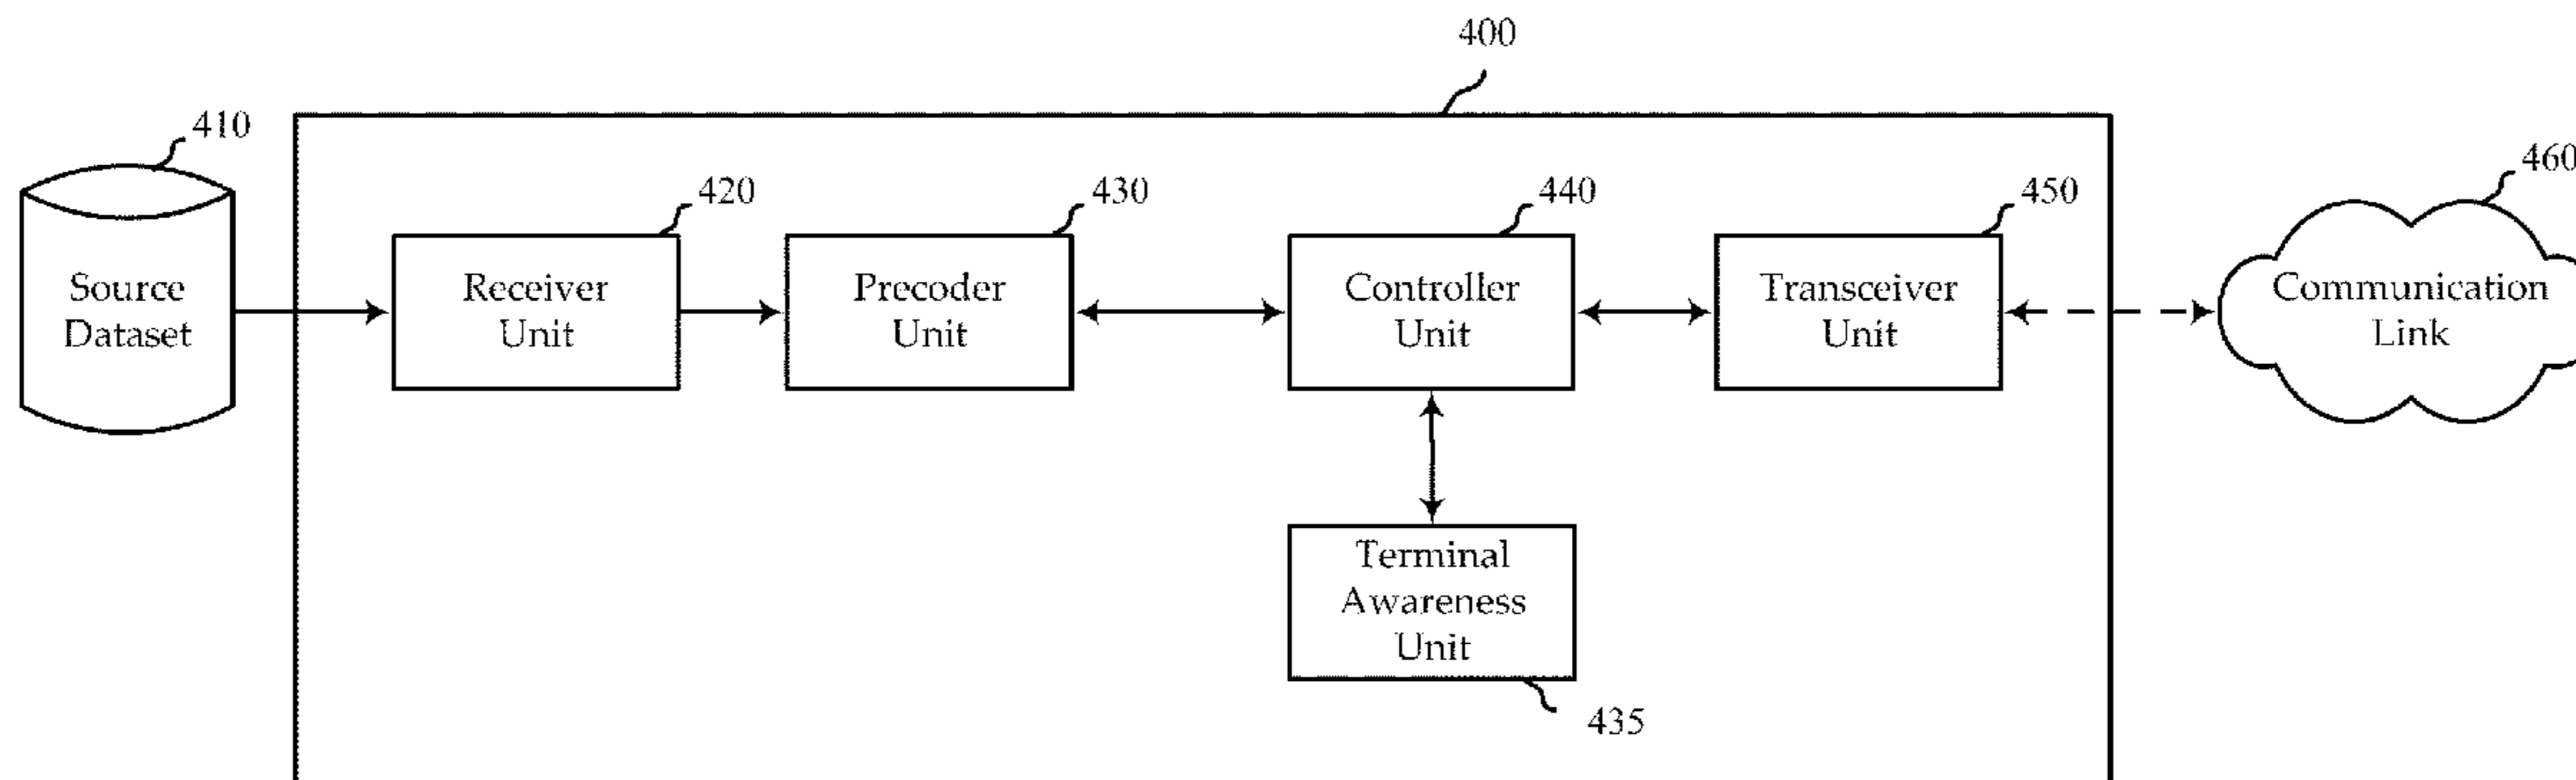 400
410
460
420
430
440
450
Source
Dataset
Receiver
Unit
Precoder
Unit
Controller
Unit
Transceiver
Unit
Communication
Link
Terminal
Awareness
Unit
435